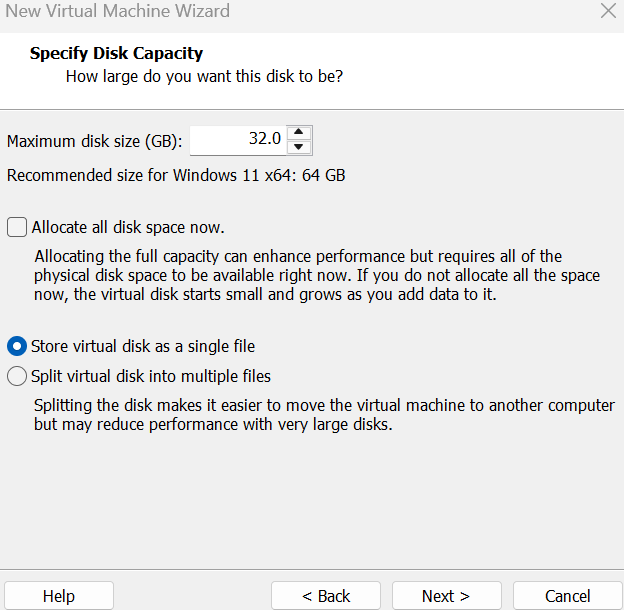 New Virtual Machine Wizard
Specify Disk Capacity
How large do you want this disk to be?
Maximum disk size (GB): 32.0
Recommended size for Windows 11 x64: 64 GB
Allocate all disk space now.
Allocating the full capacity can enhance performance but requires all of the
physical disk space to be available right now. If you do not allocate all the space
now, the virtual disk starts small and grows as you add data to it.
Store virtual disk as a single file
Split virtual disk into multiple files
Splitting the disk makes it easier to move the virtual machine to another computer
but may reduce performance with very large disks.
Help < Back Next > Cancel